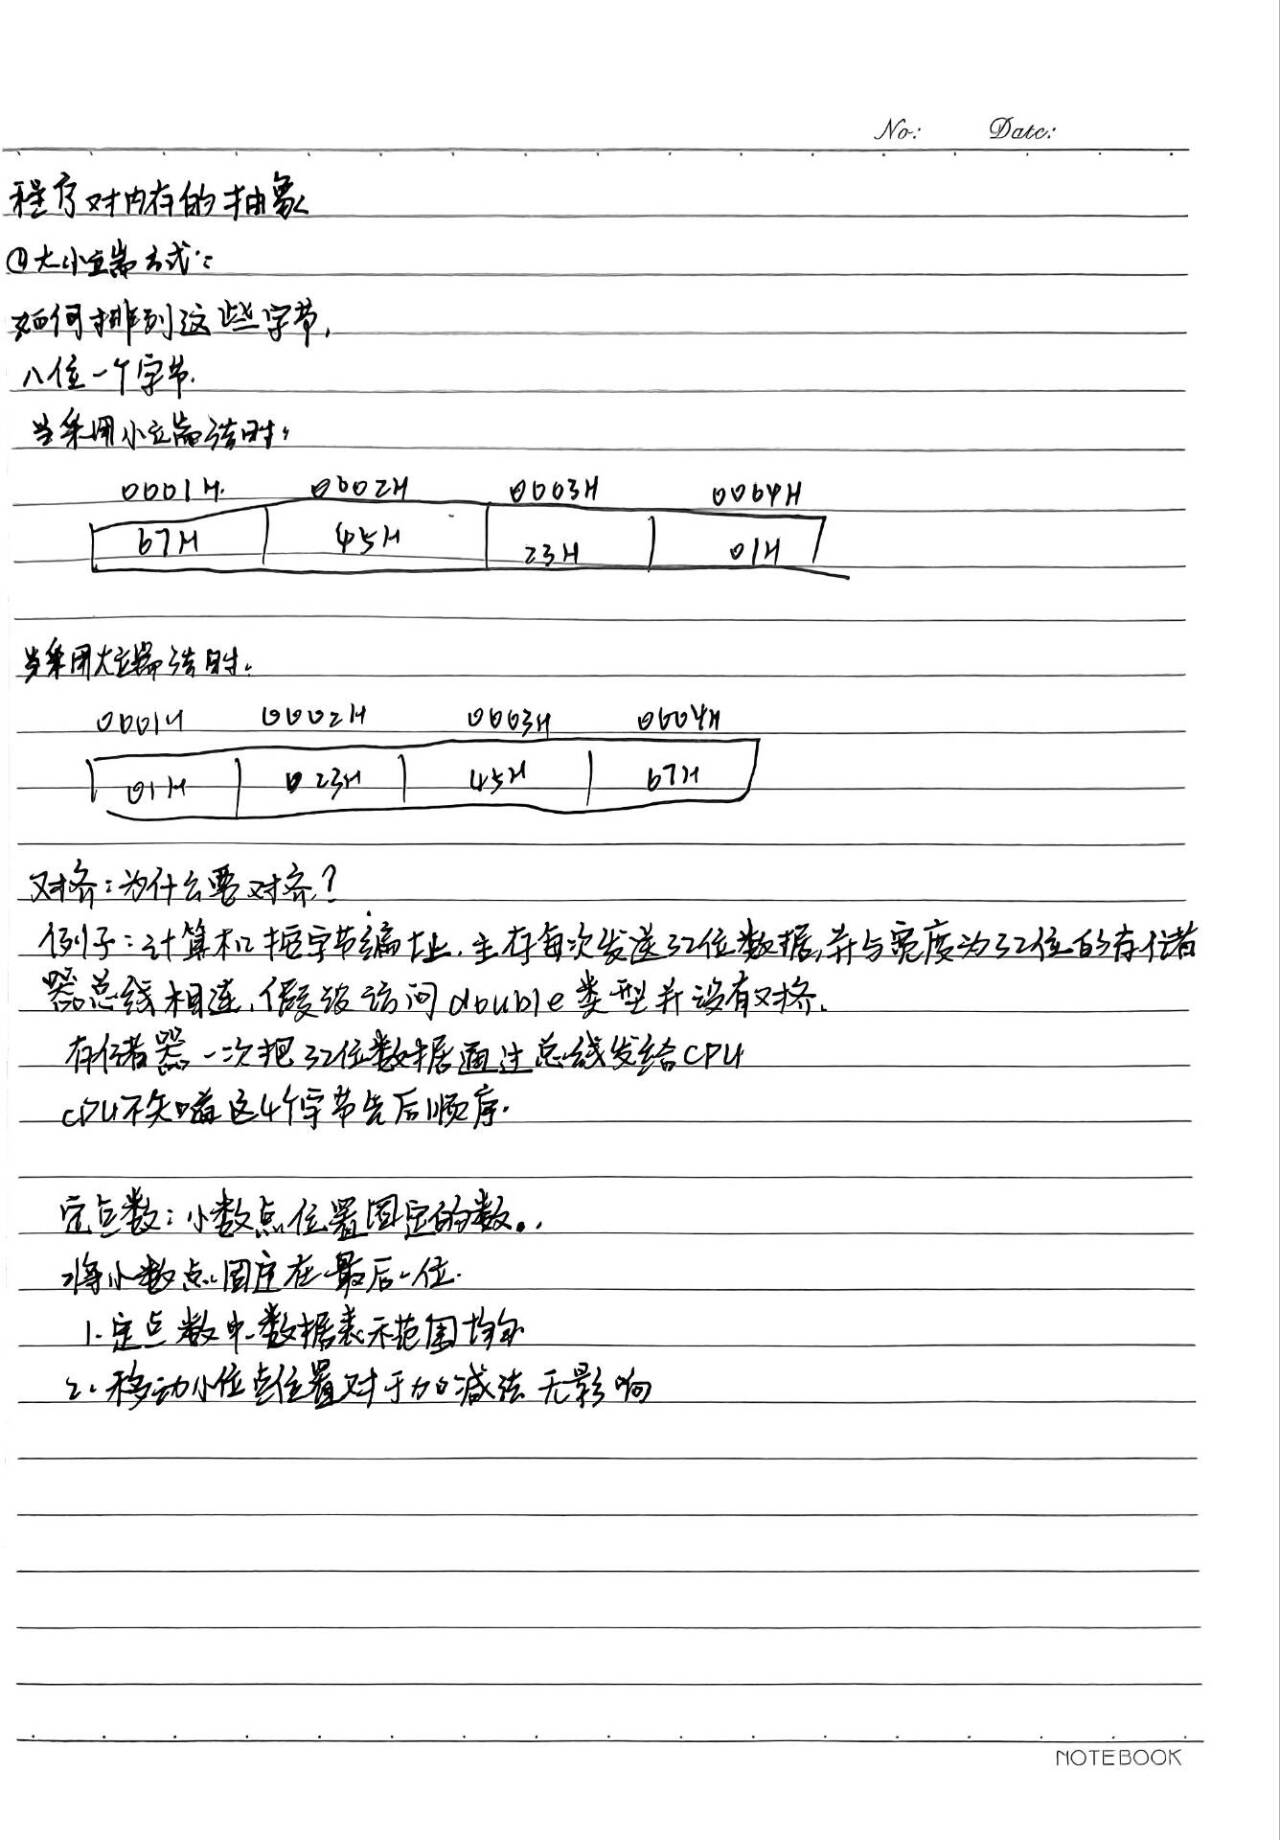 No: Date:
程序对内存的抽象
①大小端方式:
如何排列这些字节,
八位一个字节.
当采用小端法时,
0001H. 0002H 0003H 0004H
67H 45H 23H 01H
当采用大端法时.
0001H 0002H 0003H 0004H
01H 023H 45H 67H
对齐:为什么要对齐?
例子:计算机按字节编址.主存每次发送32位数据,并与宽度为32位的存储
器总线相连,假设访问double类型并没有对齐.
存储器一次把32位数据通过总线发给CPU
CPU不知道这4个字节先后顺序.
定点数:小数点位置固定的数..
将小数点固定在最后一位.
1.定点数中数据表示范围均匀
2.移动小位点位置对于加减法无影响
NOTEBOOK